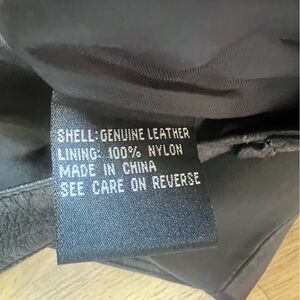 SHELL: GENUINE LEATHER
LINING: 100% NYLON
MADE IN CHINA
SEE CARE ON REVERSE